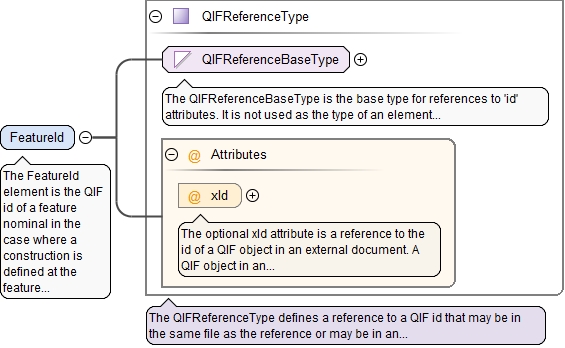 QIFReferenceType
QIFReferenceBaseType
The QIFReferenceBaseType is the base type for references to 'id'
attributes. It is not used as the type of an element...
FeatureId
The FeatureId
element is the QIF
id of a feature
nominal in the
case where a
construction is
defined at the
feature...
@ Attributes
@ xId
The optional xId attribute is a reference to the
id of a QIF object in an external document. A
QIF object in an...
The QIFReferenceType defines a reference to a QIF id that may be in
the same file as the reference or may be in an...